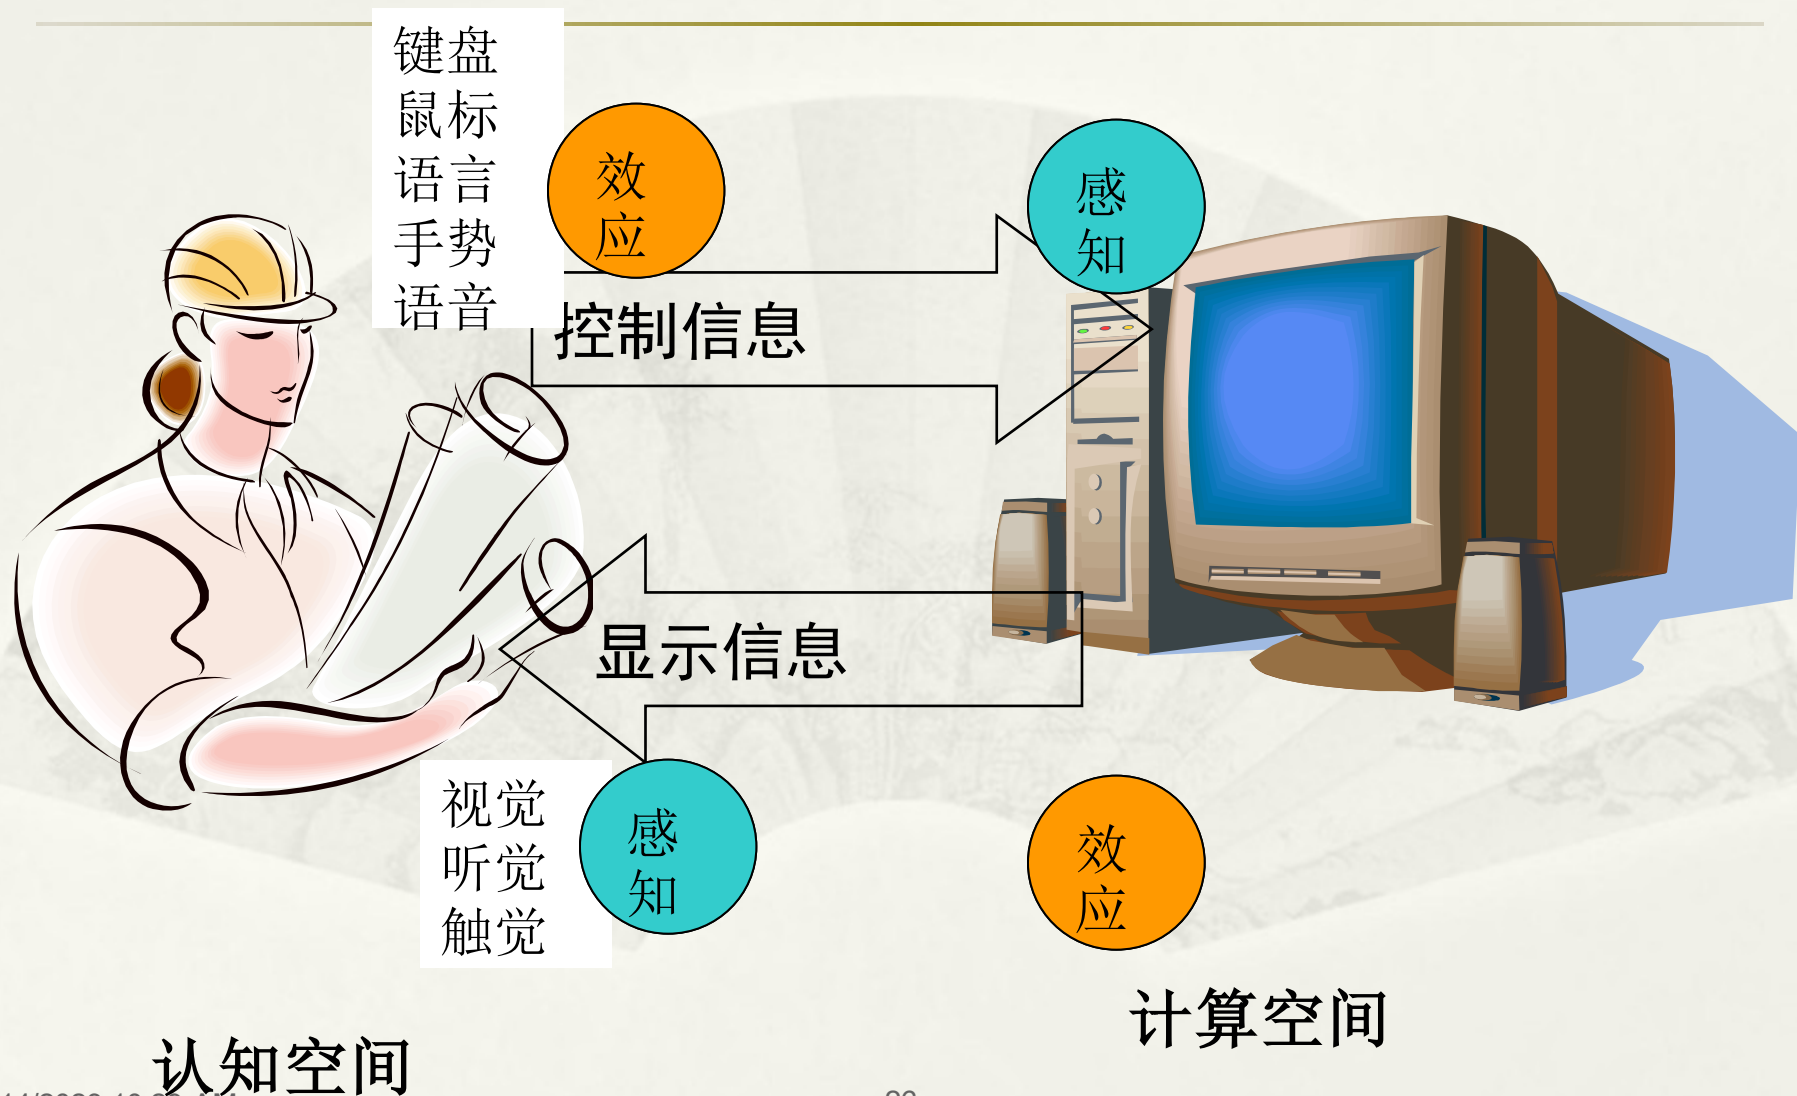 键盘
鼠标
语言
手势
语音
效
应
感
知
控制信息
显示信息
视觉
听觉
触觉
感
知
效
应
计算空间
认知空间